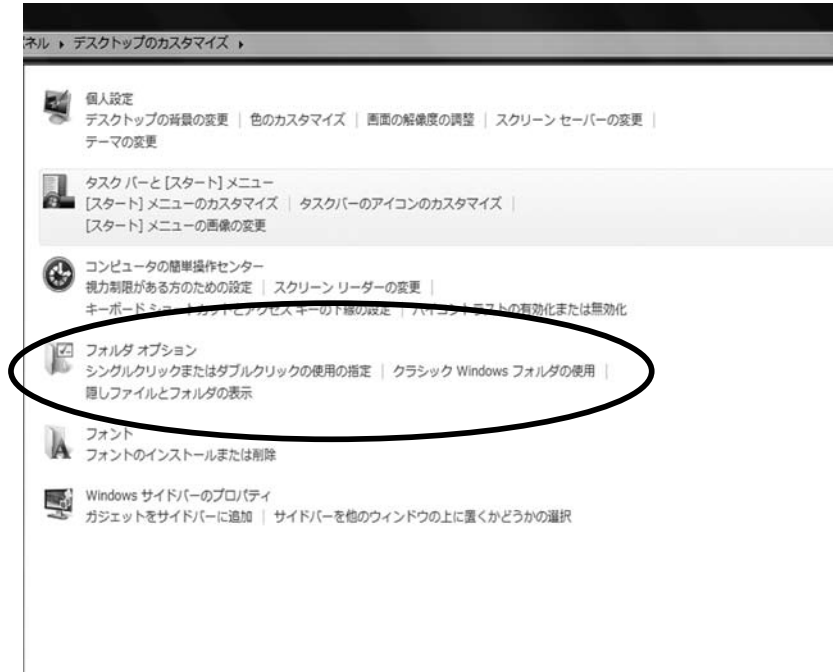 ネル ▸ デスクトップのカスタマイズ ▸
個人設定
デスクトップの背景の変更 | 色のカスタマイズ | 画面の解像度の調整 | スクリーン セーバーの変更 |
テーマの変更
タスク バーと [スタート] メニュー
[スタート] メニューのカスタマイズ | タスクバーのアイコンのカスタマイズ |
[スタート] メニューの画像の変更
コンピュータの簡単操作センター
視力制限がある方のための設定 | スクリーン リーダーの変更 |
キーボード ショートカットとアクセス キーの下線の設定 | ハイコントラストの有効化または無効化
フォルダ オプション
シングルクリックまたはダブルクリックの使用の指定 | クラシック Windows フォルダの使用 |
隠しファイルとフォルダの表示
フォント
フォントのインストールまたは削除
Windows サイドバーのプロパティ
ガジェットをサイドバーに追加 | サイドバーを他のウィンドウの上に置くかどうかの選択